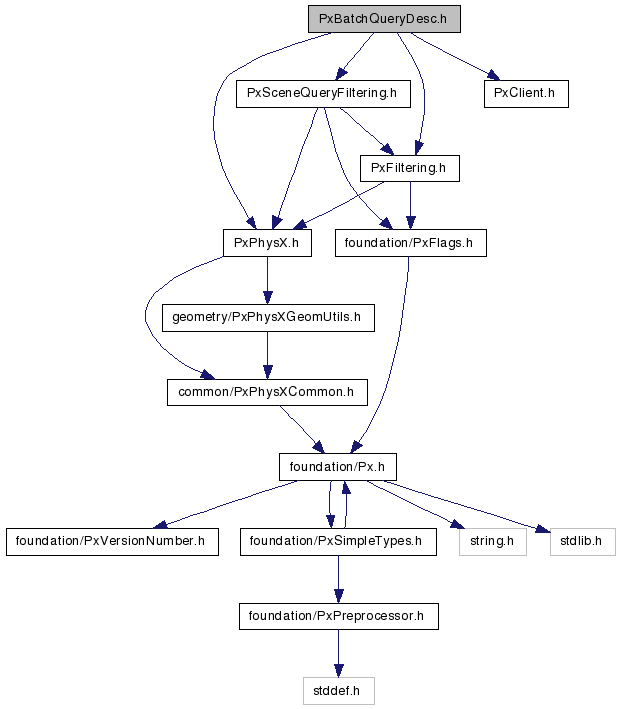 PxBatchQueryDesc.h
PxSceneQueryFiltering.h
PxClient.h
PxFiltering.h
PxPhysX.h
foundation/PxFlags.h
geometry/PxPhysXGeomUtils.h
common/PxPhysXCommon.h
foundation/Px.h
foundation/PxVersionNumber.h
foundation/PxSimpleTypes.h
string.h
stdlib.h
foundation/PxPreprocessor.h
stddef.h